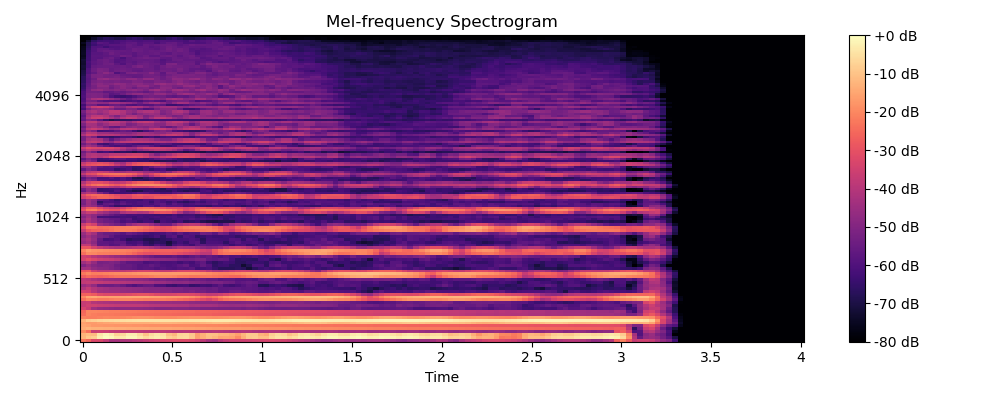 Mel-frequency Spectrogram
Hz
4096
2048
1024
512
0
0 0.5 1 1.5 2 2.5 3 3.5 4
Time
+0 dB
-10 dB
-20 dB
-30 dB
-40 dB
-50 dB
-60 dB
-70 dB
-80 dB